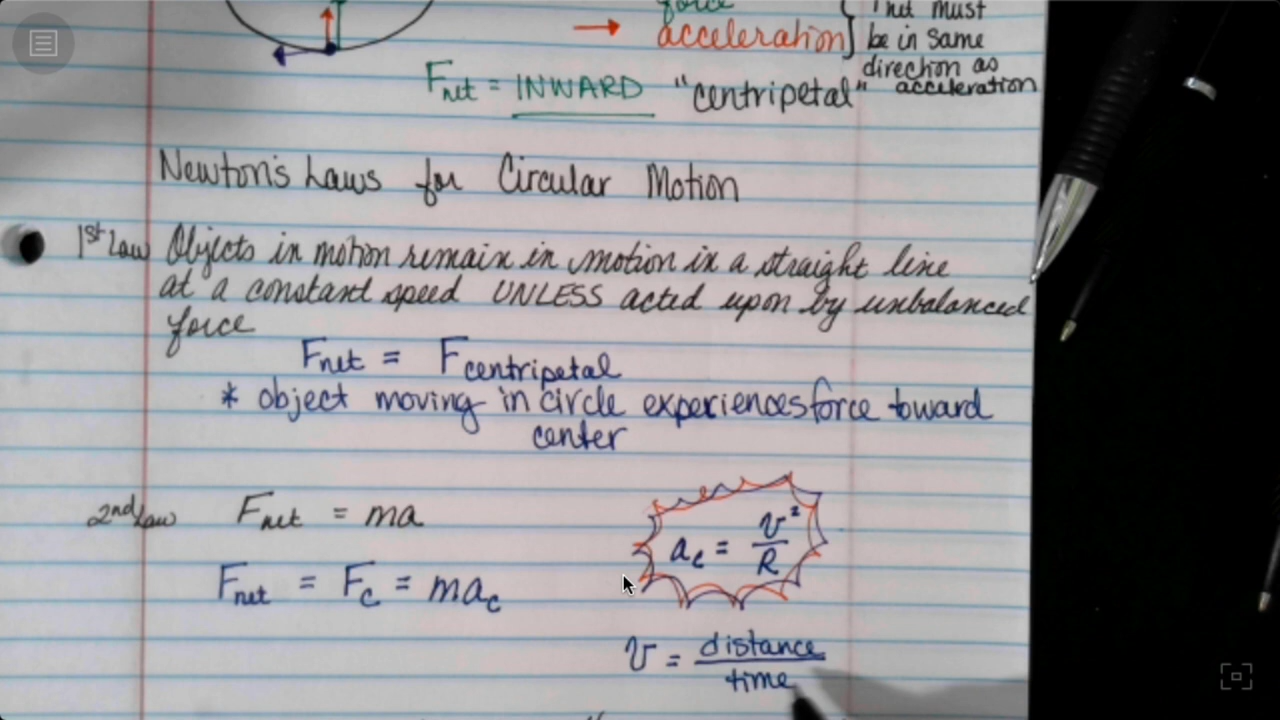 force
→ acceleration
That must
be in same
direction as
acceleration
Fnet = INWARD "centripetal"
Newton's Laws for Circular Motion
1st Law Objects in motion remain in motion in a straight line
at a constant speed UNLESS acted upon by unbalanced
force
Fnet = Fcentripetal
* object moving in circle experiences force toward
center
2nd Law Fnet = ma
ac = v²/R
Fnet = Fc = mac
v = distance/time